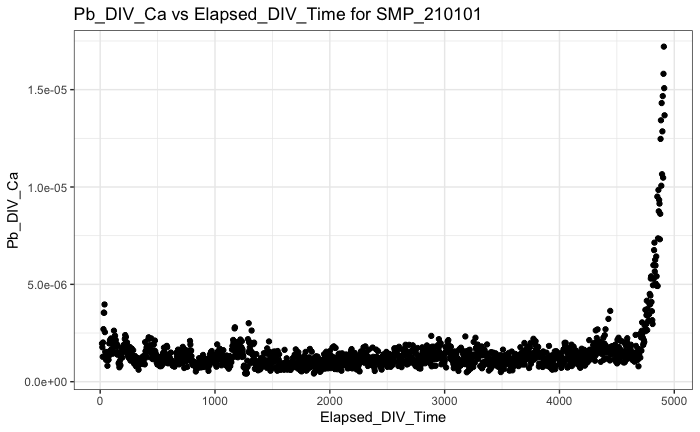 Pb_DIV_Ca vs Elapsed_DIV_Time for SMP_210101
Pb_DIV_Ca
1.5e-05
1.0e-05
5.0e-06
0.0e+00
0 1000 2000 3000 4000 5000
Elapsed_DIV_Time